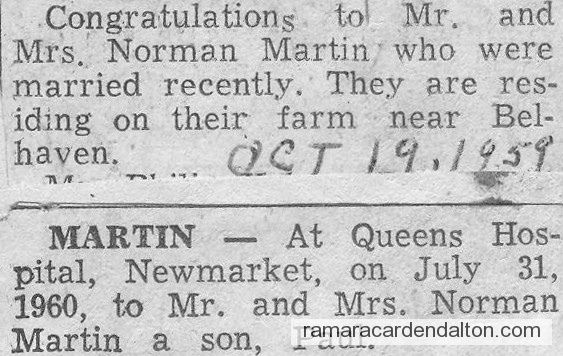 Congratulations to Mr. and
Mrs. Norman Martin who were
married recently. They are res-
iding on their farm near Bel-
haven. OCT 19, 1959
MARTIN — At Queens Hos-
pital, Newmarket, on July 31,
1960, to Mr. and Mrs. Norman
Martin a son, Paul.
ramaracardendalton.com